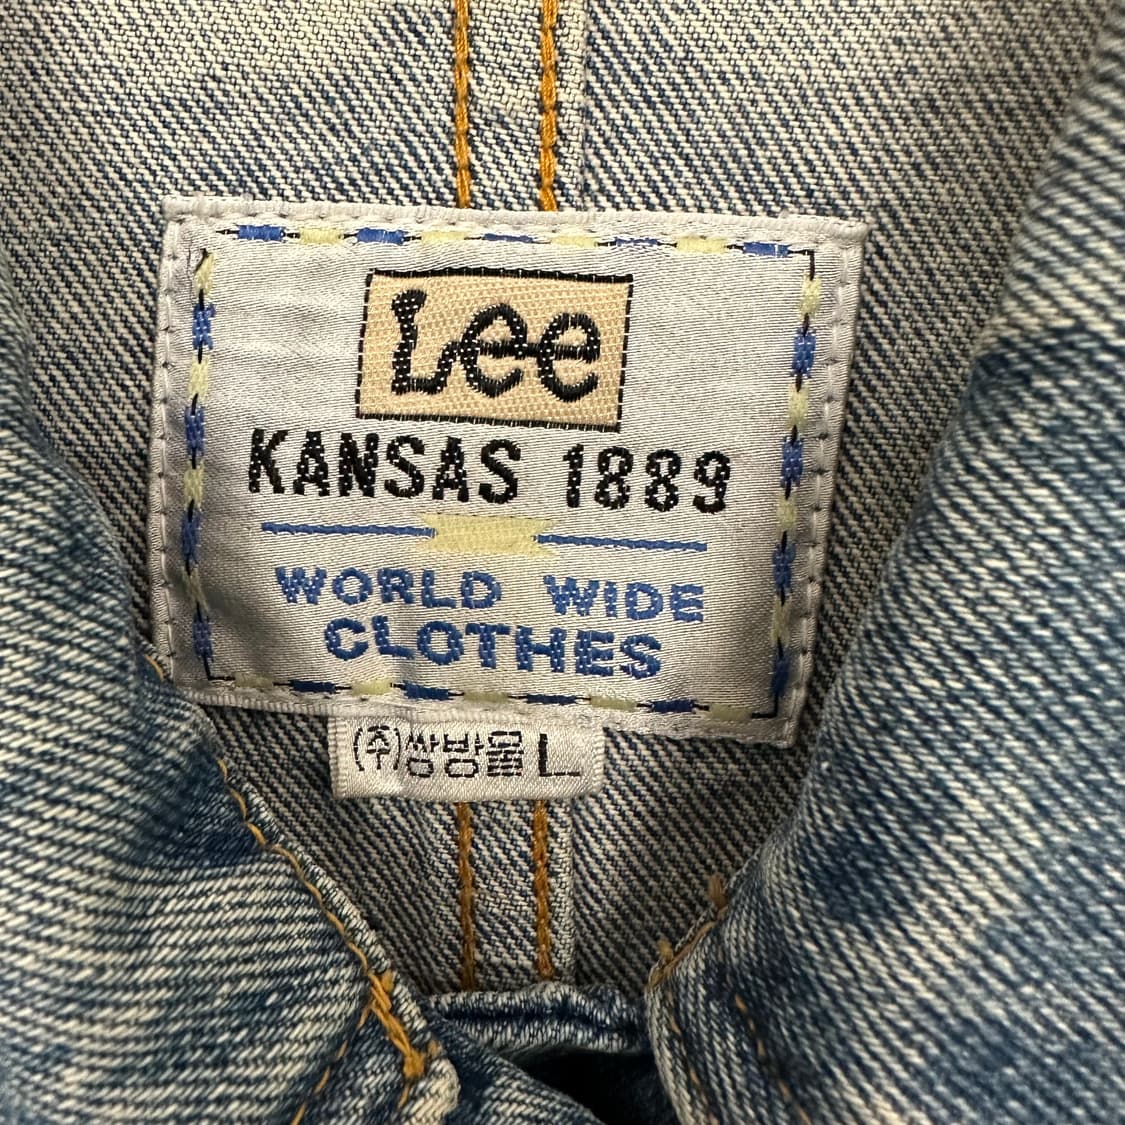 Lee
KANSAS 1889
WORLD WIDE
CLOTHES
(주)쌍방울 L